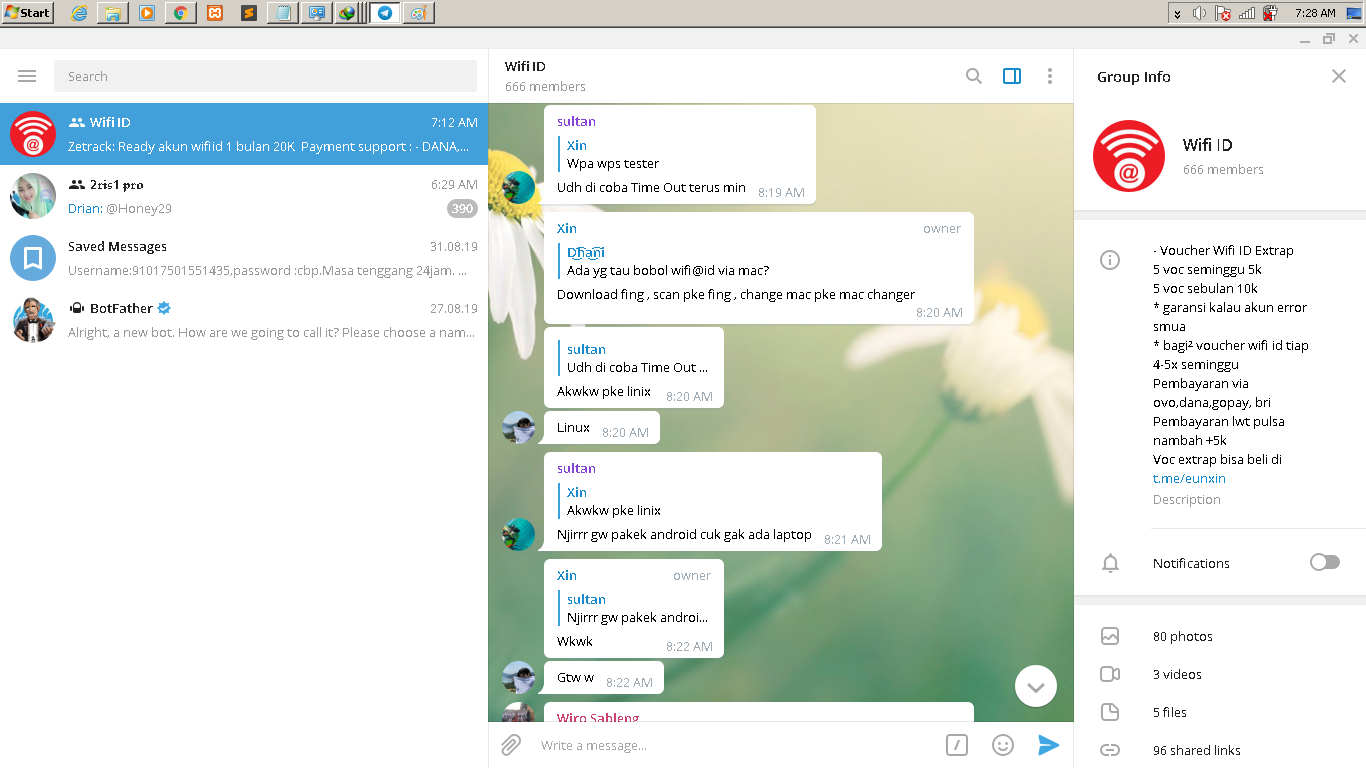 Start
7:28 AM
Search
Wifi ID
7:12 AM
Zetrack: Ready akun wifiid 1 bulan 20K Payment support : - DANA,...
2ris1 pro
6:29 AM
Drian: @Honey29
390
Saved Messages
31.08.19
Username:91017501551435,password :cbp.Masa tenggang 24jam. ...
BotFather
27.08.19
Alright, a new bot. How are we going to call it? Please choose a nam...
Wifi ID
666 members
sultan
Xin
Wpa wps tester
Udh di coba Time Out terus min
8:19 AM
Xin
owner
Dhani
Ada yg tau bobol wifi@id via mac?
Download fing , scan pke fing , change mac pke mac changer
8:20 AM
sultan
Udh di coba Time Out ...
Akwkw pke linix
8:20 AM
Linux
8:20 AM
sultan
Xin
Akwkw pke linix
Njirrr gw pakek android cuk gak ada laptop
8:21 AM
Xin
owner
sultan
Njirrr gw pakek androi...
Wkwk
8:22 AM
Gtw w
8:22 AM
Wiro Sableng
Write a message...
Group Info
Wifi ID
666 members
- Voucher Wifi ID Extrap
5 voc seminggu 5k
5 voc sebulan 10k
* garansi kalau akun error
smua
* bagi² voucher wifi id tiap
4-5x seminggu
Pembayaran via
ovo,dana,gopay, bri
Pembayaran lwt pulsa
nambah +5k
Voc extrap bisa beli di
t.me/eunxin
Description
Notifications
80 photos
3 videos
5 files
96 shared links